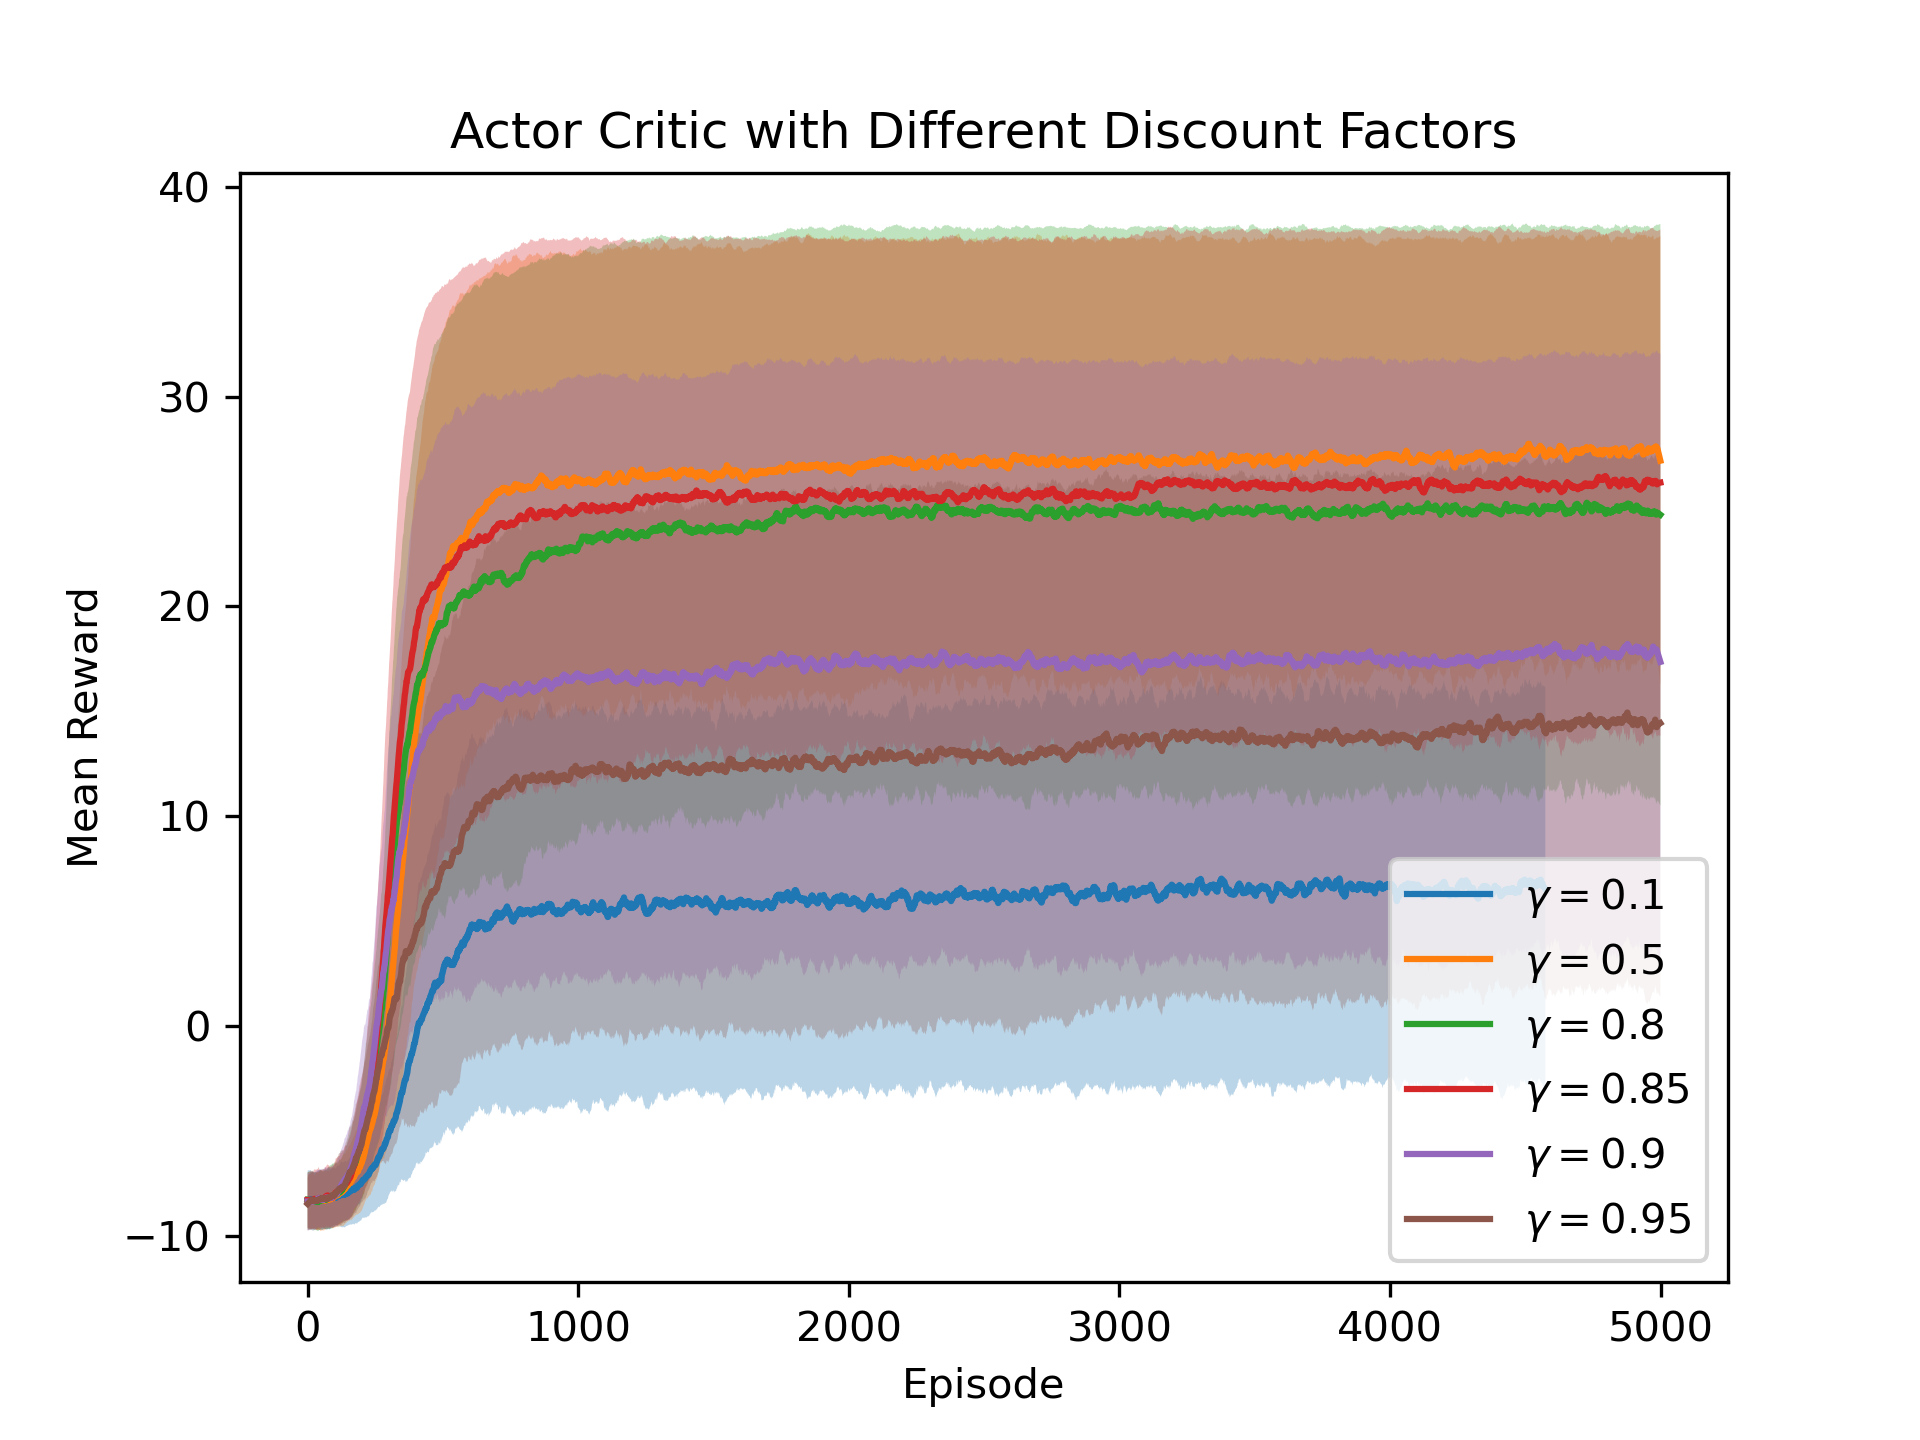 Actor Critic with Different Discount Factors
Mean Reward
40
30
20
10
0
−10
0 1000 2000 3000 4000 5000
Episode
γ = 0.1
γ = 0.5
γ = 0.8
γ = 0.85
γ = 0.9
γ = 0.95